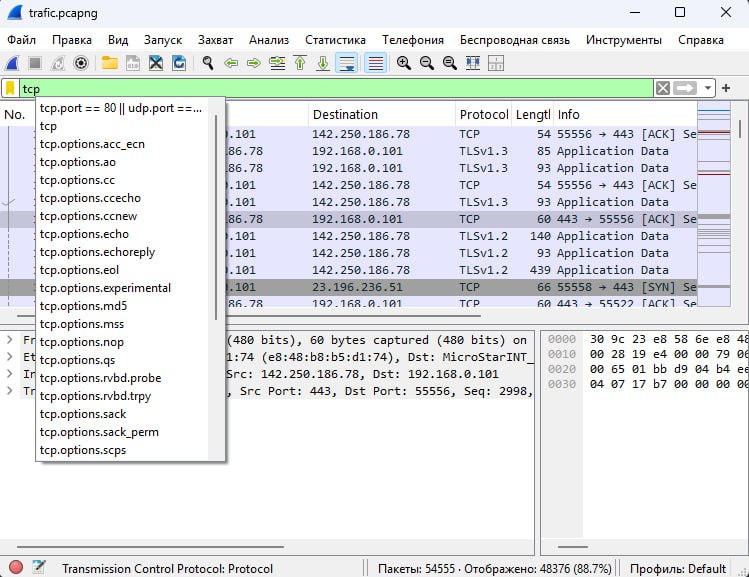 trafic.pcapng
Файл Правка Вид Запуск Захват Анализ Статистика Телефония Беспроводная связь Инструменты Справка
tcp
No. Destination Protocol Lengtl Info
tcp.port == 80 || udp.port ==...
tcp
tcp.options.acc_ecn
tcp.options.ao
tcp.options.cc
tcp.options.ccecho
tcp.options.ccnew
tcp.options.echo
tcp.options.echoreply
tcp.options.eol
tcp.options.experimental
tcp.options.md5
tcp.options.mss
tcp.options.nop
tcp.options.qs
tcp.options.rvbd.probe
tcp.options.rvbd.trpy
tcp.options.sack
tcp.options.sack_perm
tcp.options.scps
0.101 142.250.186.78 TCP 54 55556 → 443 [ACK] Se
86.78 192.168.0.101 TLSv1.3 85 Application Data
86.78 192.168.0.101 TLSv1.3 93 Application Data
0.101 142.250.186.78 TCP 54 55556 → 443 [ACK] Se
0.101 142.250.186.78 TLSv1.3 93 Application Data
86.78 192.168.0.101 TCP 60 443 → 55556 [ACK] Se
0.101 142.250.186.78 TLSv1.2 140 Application Data
0.101 142.250.186.78 TLSv1.2 93 Application Data
0.101 142.250.186.78 TLSv1.2 439 Application Data
0.101 23.196.236.51 TCP 66 55558 → 443 [SYN] Se
86.78 192.168.0.101 TCP 60 443 → 55522 [ACK] Se
(480 bits), 60 bytes captured (480 bits) on
1:74 (e8:48:b8:b5:d1:74), Dst: MicroStarINT_
Src: 142.250.186.78, Dst: 192.168.0.101
, Src Port: 443, Dst Port: 55556, Seq: 2998,
0000 30 9c 23 e8 58 6e e8 48
0010 00 28 19 e4 00 00 79 06
0020 00 65 01 bb d9 04 b4 ee
0030 04 07 17 b7 00 00 00 00
Transmission Control Protocol: Protocol
Пакеты: 54555 · Отображено: 48376 (88.7%)
Профиль: Default